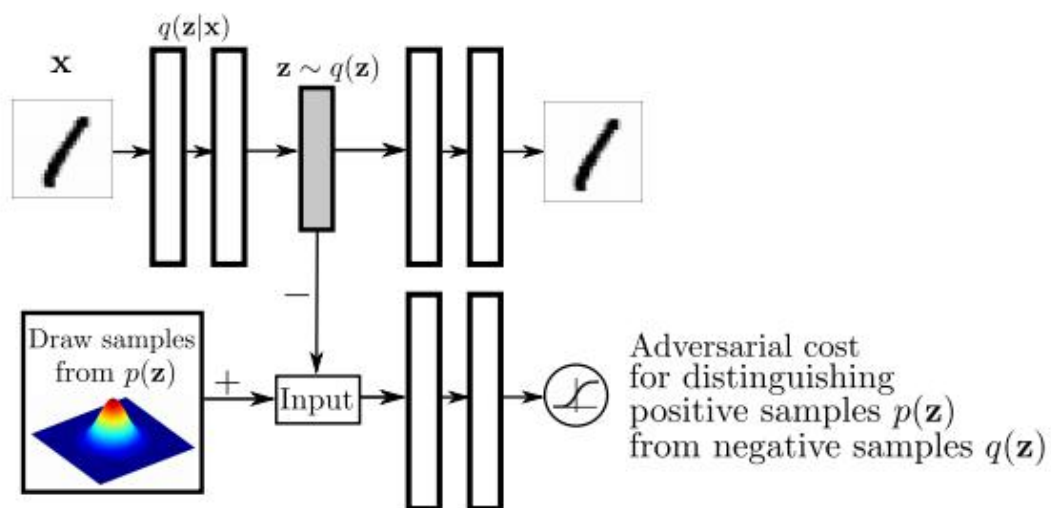 q(z|x)
x
z ∼ q(z)
−
Draw samples
from p(z)
+
Input
Adversarial cost
for distinguishing
positive samples p(z)
from negative samples q(z)